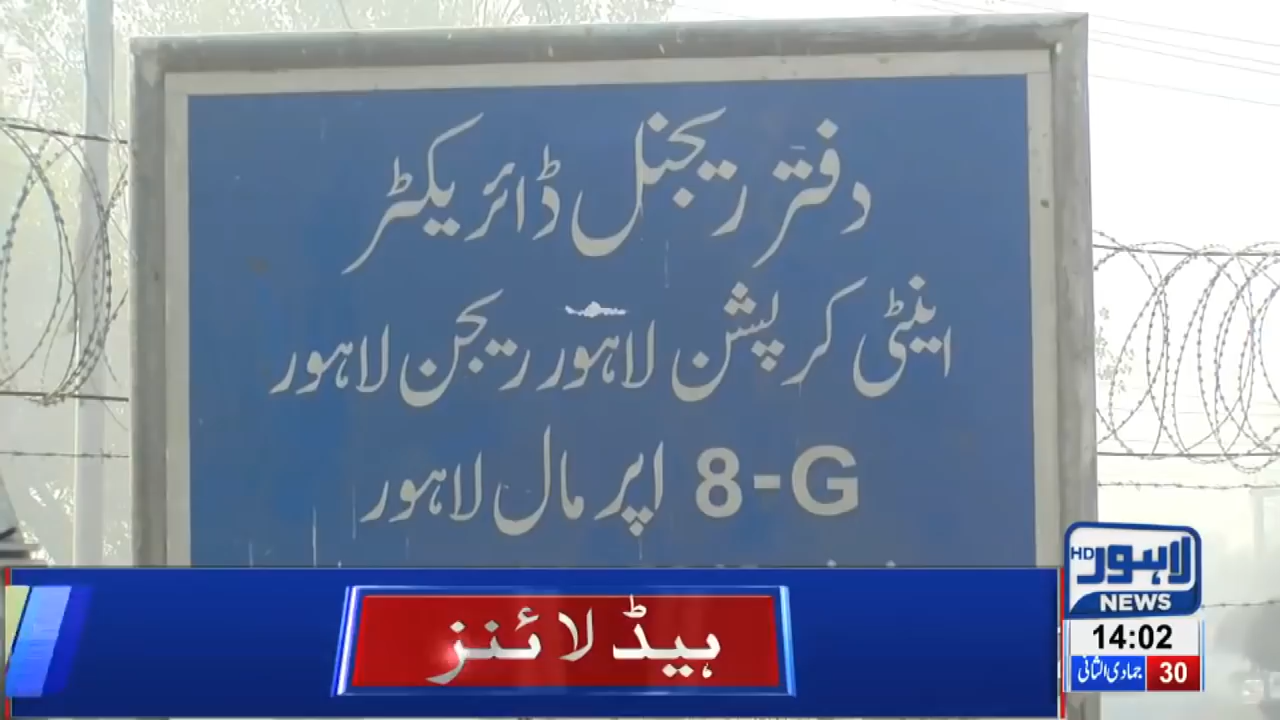 دفتر ریجنل ڈائریکٹر
اینٹی کرپشن لاہور ریجن لاہور
8-G اپر مال لاہور
ہیڈ لائنز
HD لاہور
NEWS
14:02
30 جمادی الثانی